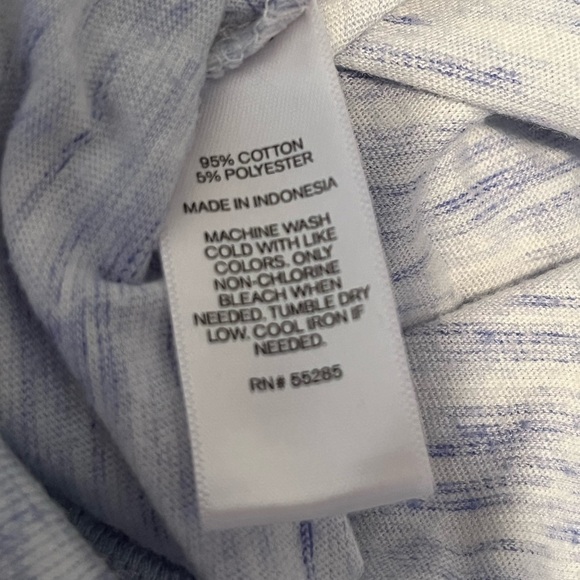 95% COTTON
5% POLYESTER
MADE IN INDONESIA
MACHINE WASH
COLD WITH LIKE
COLORS. ONLY
NON-CHLORINE
BLEACH WHEN
NEEDED. TUMBLE DRY
LOW. COOL IRON IF
NEEDED.
RN# 55285